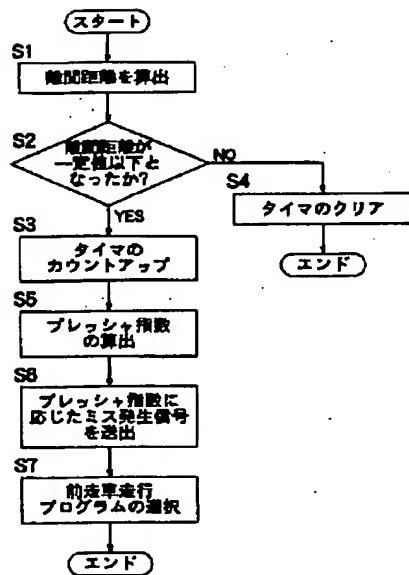 スタート
S1
離間距離を算出
S2
離間距離が
一定値以下と
なったか?
NO
S4
タイマのクリア
エンド
YES
S3
タイマの
カウントアップ
S5
プレッシャ指数
の算出
S6
プレッシャ指数に
応じたミス発生信号
を送出
S7
前走車走行
プログラムの選択
エンド